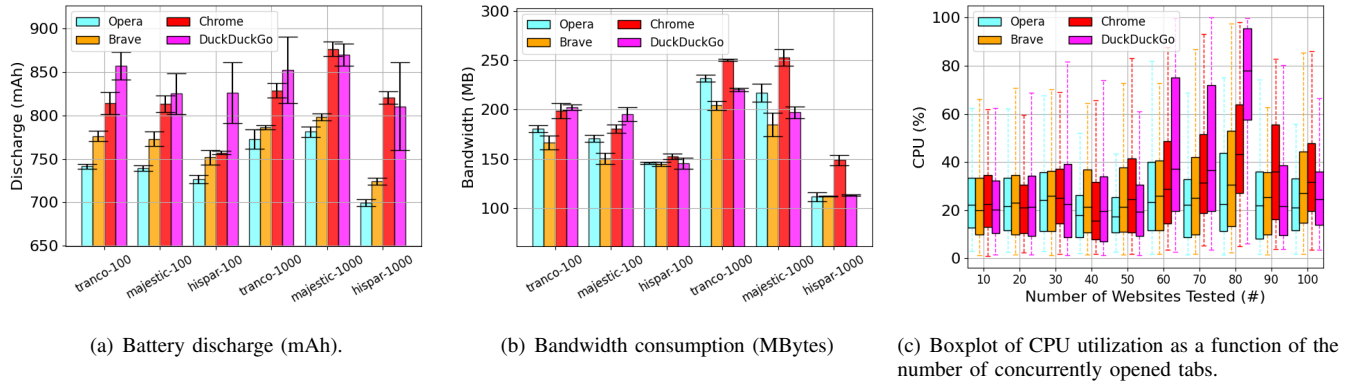 900
850
800
750
700
650
Discharge (mAh)
Opera
Brave
Chrome
DuckDuckGo
tranco-100
majestic-100
hispar-100
tranco-1000
majestic-1000
hispar-1000
(a) Battery discharge (mAh).
300
250
200
150
100
Bandwidth (MB)
Opera
Brave
Chrome
DuckDuckGo
tranco-100
majestic-100
hispar-100
tranco-1000
majestic-1000
hispar-1000
(b) Bandwidth consumption (MBytes)
100
80
60
40
20
0
CPU (%)
Opera
Brave
Chrome
DuckDuckGo
10 20 30 40 50 60 70 80 90 100
Number of Websites Tested (#)
(c) Boxplot of CPU utilization as a function of the
number of concurrently opened tabs.